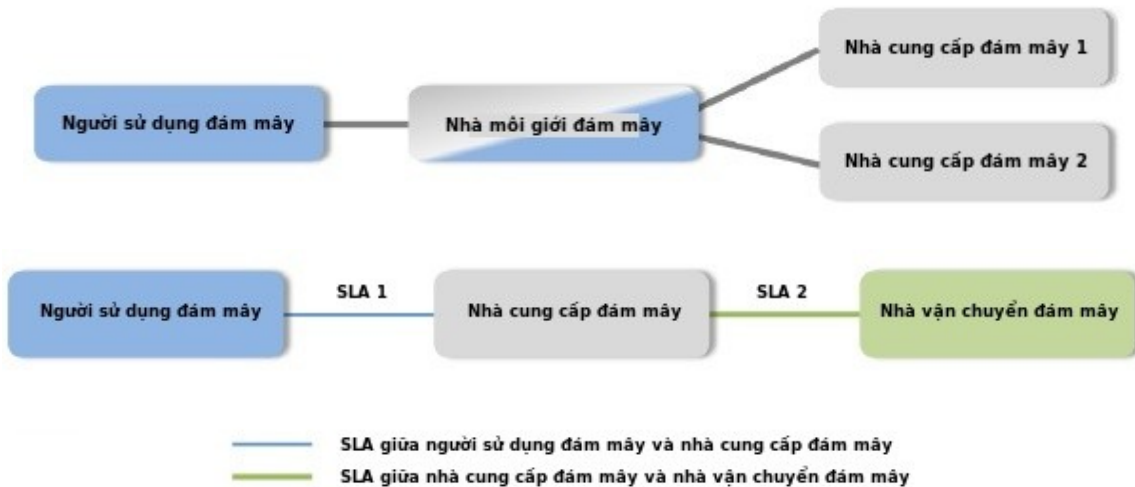 Nhà cung cấp đám mây 1
Người sử dụng đám mây
Nhà môi giới đám mây
Nhà cung cấp đám mây 2
SLA 1
SLA 2
Người sử dụng đám mây
Nhà cung cấp đám mây
Nhà vận chuyển đám mây
SLA giữa người sử dụng đám mây và nhà cung cấp đám mây
SLA giữa nhà cung cấp đám mây và nhà vận chuyển đám mây